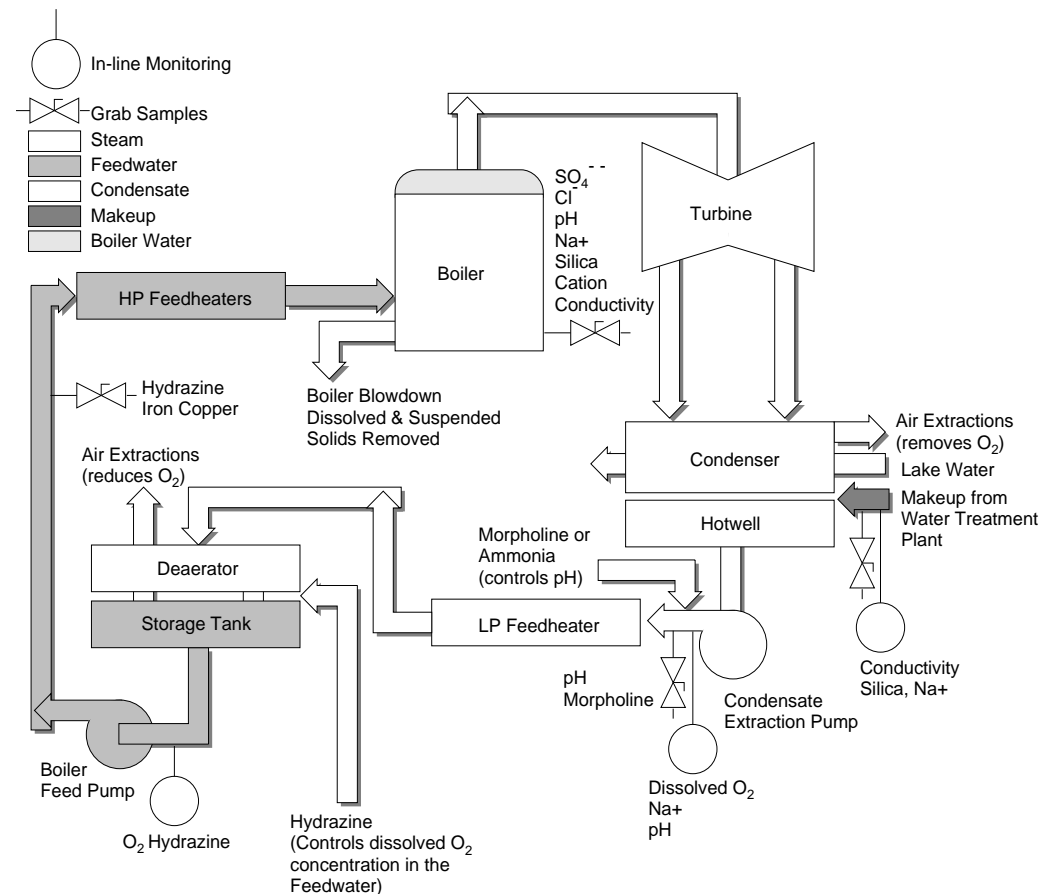 In-line Monitoring
Grab Samples
Steam
Feedwater
Condensate
Makeup
Boiler Water
SO4--
Cl-
pH
Na+
Silica
Cation
Conductivity
Turbine
Boiler
HP Feedheaters
Boiler Blowdown
Dissolved & Suspended
Solids Removed
Hydrazine
Iron Copper
Air Extractions
(removes O2)
Condenser
Lake Water
Makeup from
Water Treatment
Plant
Hotwell
Air Extractions
(reduces O2)
Morpholine or
Ammonia
(controls pH)
Deaerator
Storage Tank
LP Feedheater
Conductivity
Silica, Na+
pH
Morpholine
Condensate
Extraction Pump
Boiler
Feed Pump
Dissolved O2
Na+
pH
O2 Hydrazine
Hydrazine
(Controls dissolved O2
concentration in the
Feedwater)